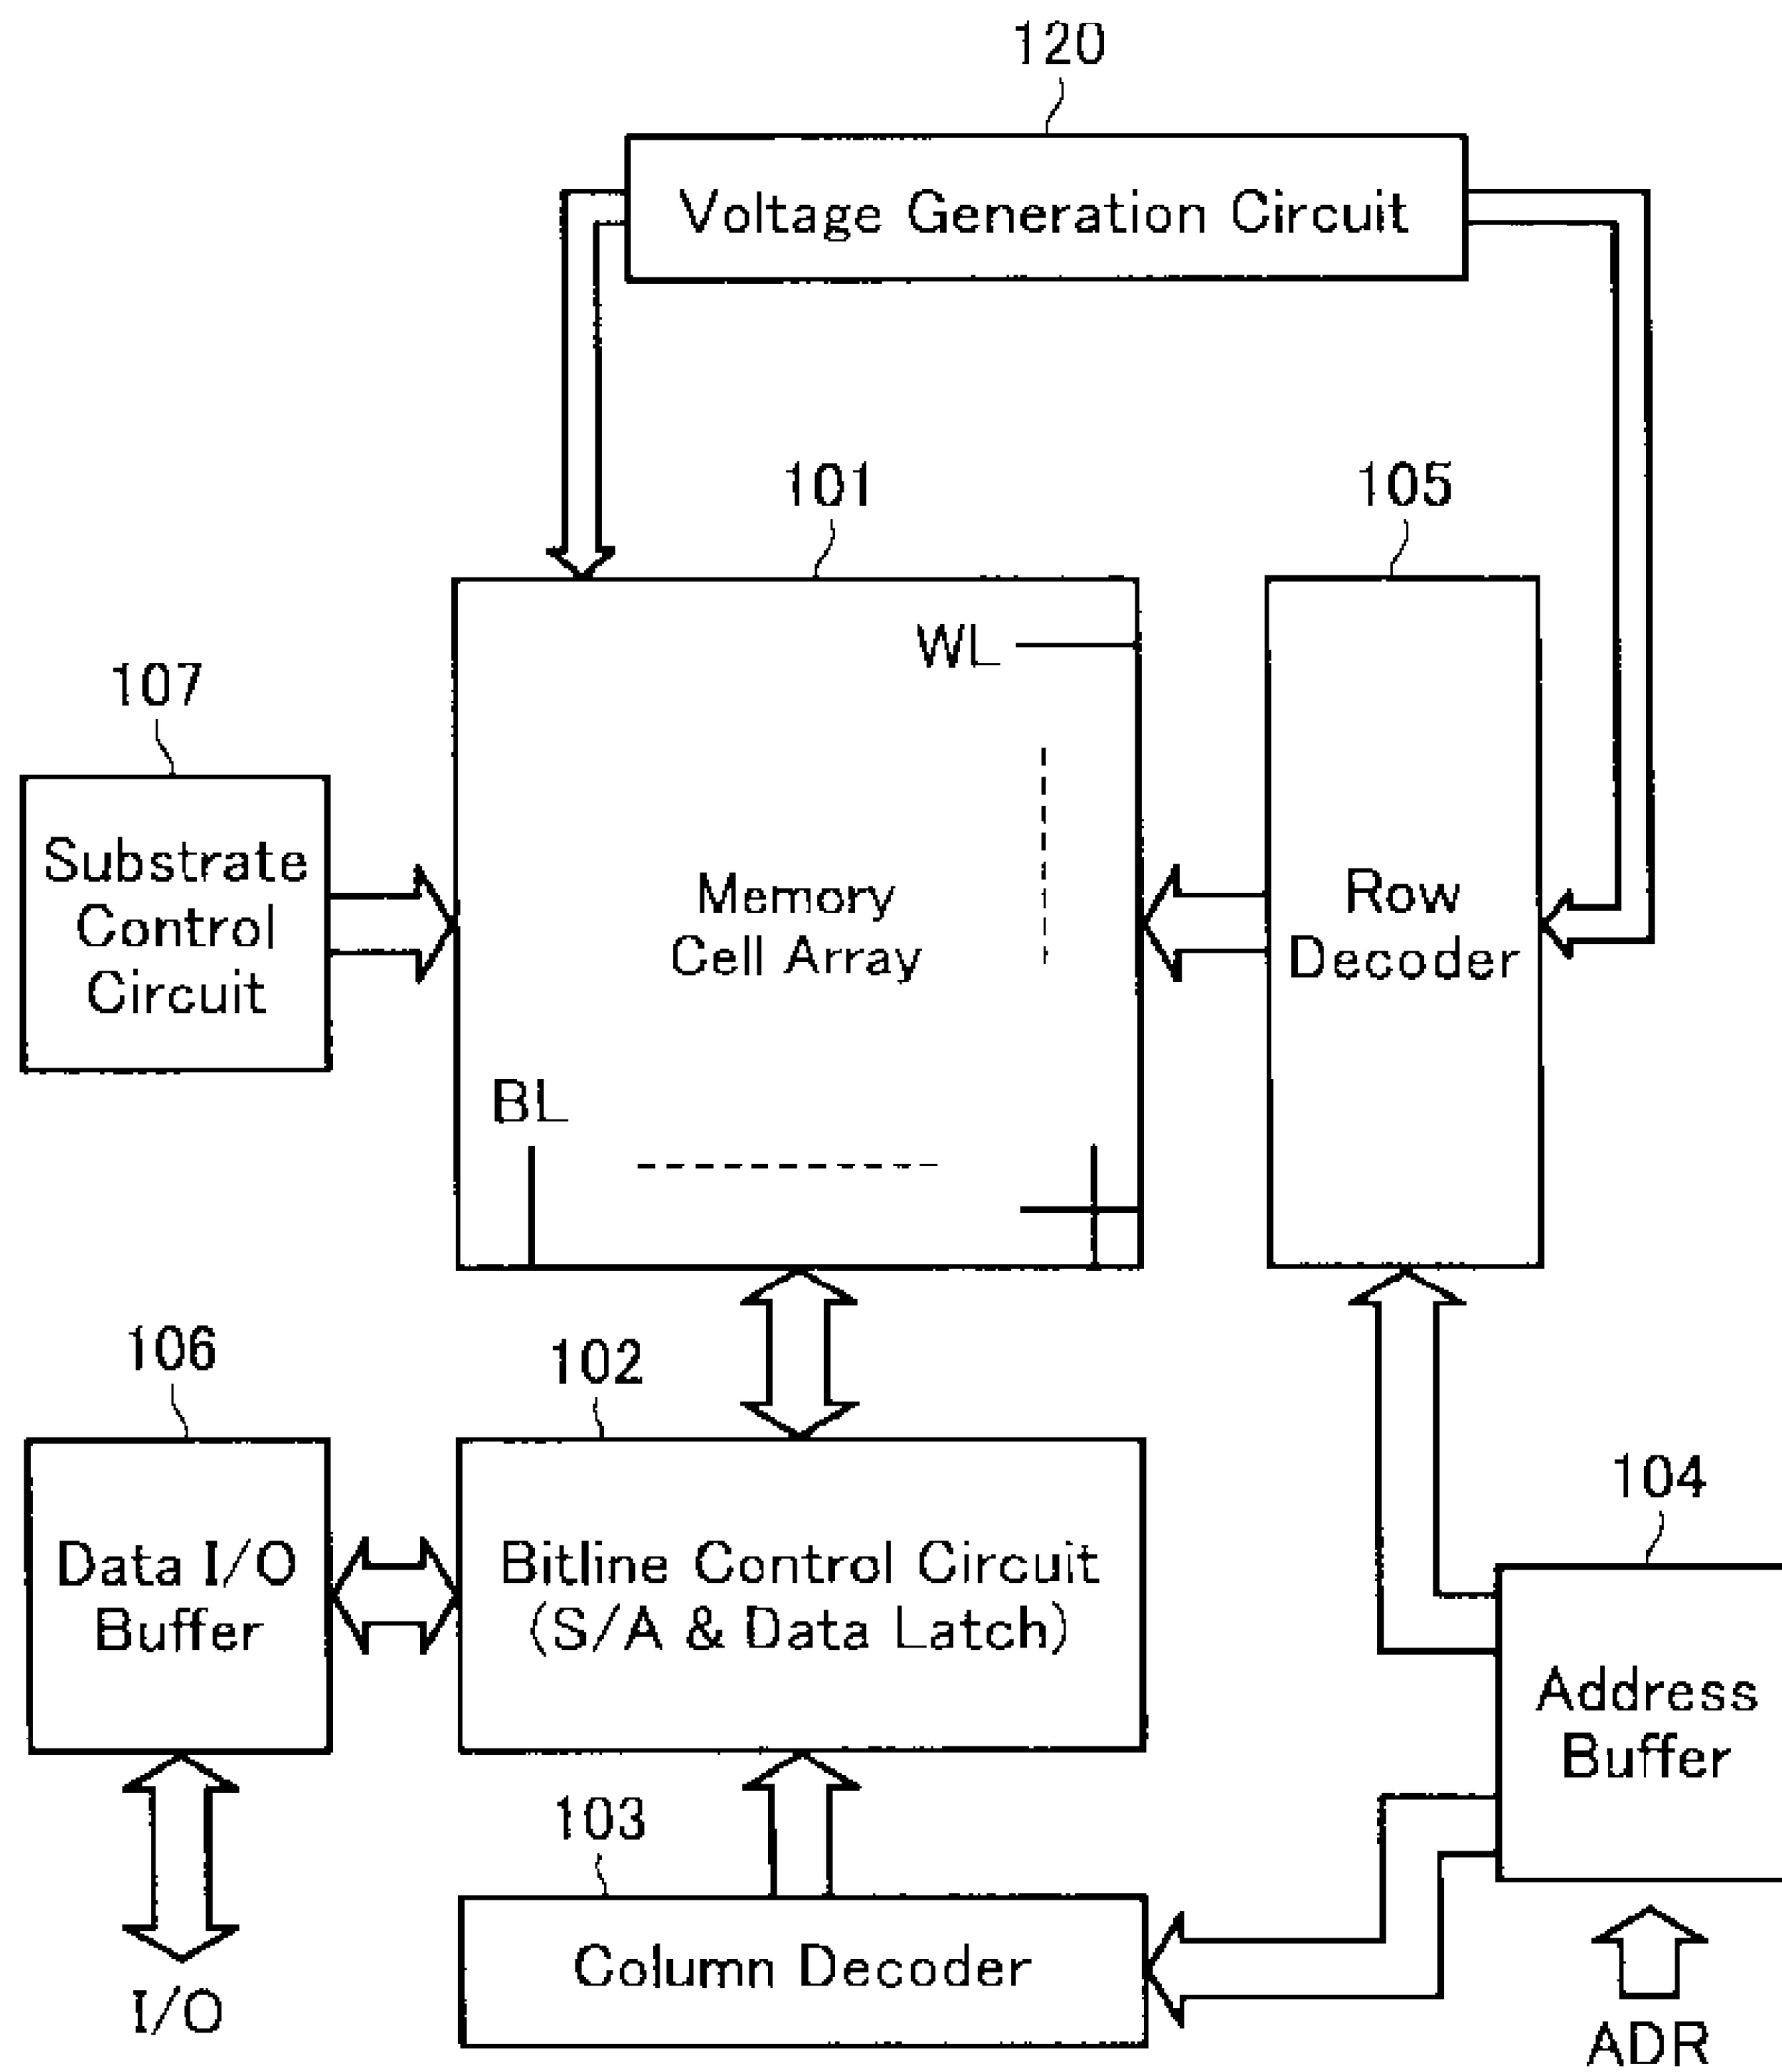 120
Voltage Generation Circuit
101
105
WL
107
Substrate
Control
Circuit
Memory
Cell Array
Row
Decoder
BL
106
102
104
Data I/O
Buffer
Bitline Control Circuit
(S/A & Data Latch)
Address
Buffer
103
Column Decoder
I/O
ADR